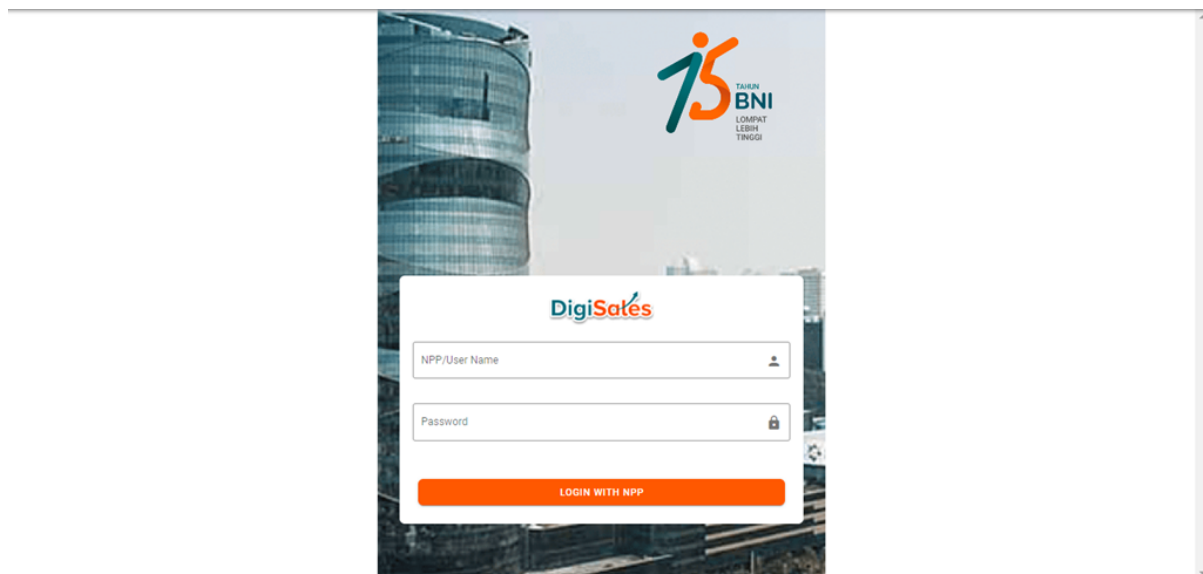 75
TAHUN
BNI
LOMPAT
LEBIH
TINGGI
DigiSales
NPP/User Name
Password
LOGIN WITH NPP